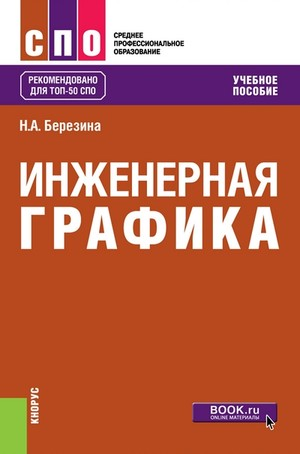 СПО
СРЕДНЕЕ
ПРОФЕССИОНАЛЬНОЕ
ОБРАЗОВАНИЕ
РЕКОМЕНДОВАНО
ДЛЯ ТОП-50 СПО
УЧЕБНОЕ
ПОСОБИЕ
Н.А. Березина
ИНЖЕНЕРНАЯ
ГРАФИКА
КНОРУС
BOOK.ru
ONLINE МАТЕРИАЛЫ